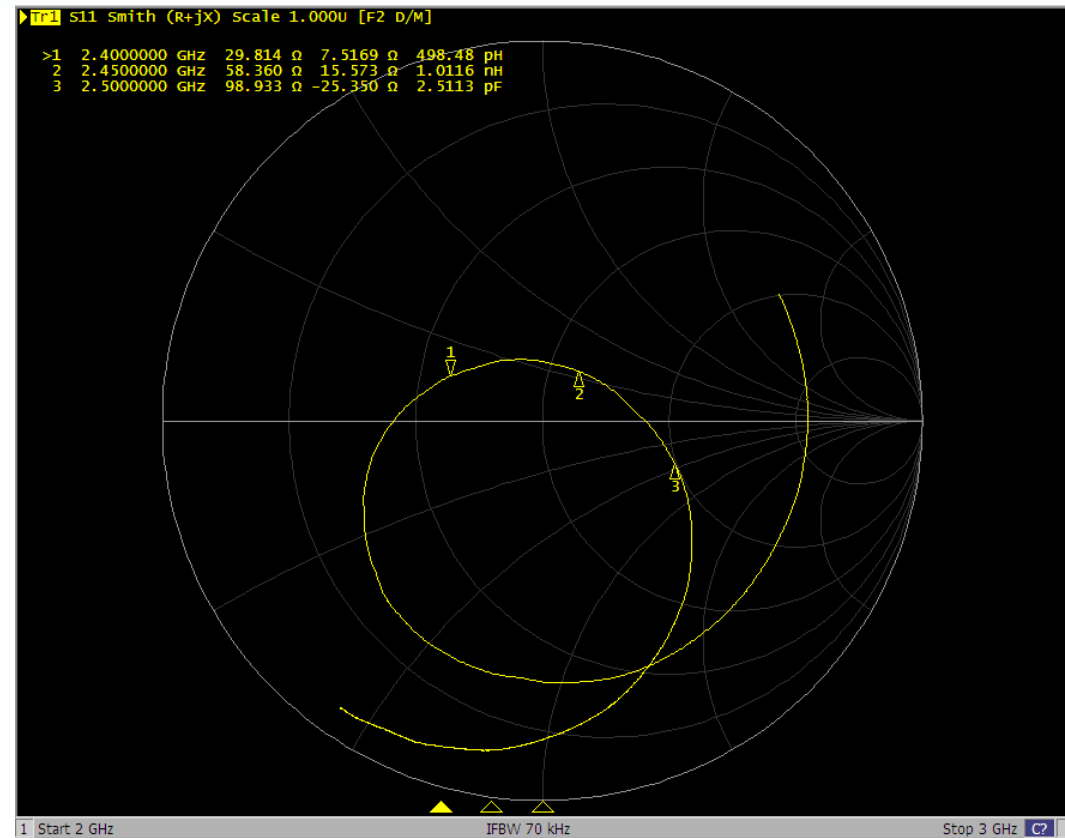 Tr1 S11 Smith (R+jX) Scale 1.000U [F2 D/M]
>1 2.4000000 GHz 29.814 Ω 7.5169 Ω 498.48 pH
2 2.4500000 GHz 58.360 Ω 15.573 Ω 1.0116 nH
3 2.5000000 GHz 98.933 Ω -25.350 Ω 2.5113 pF
1
2
3
1 Start 2 GHz IFBW 70 kHz Stop 3 GHz C?